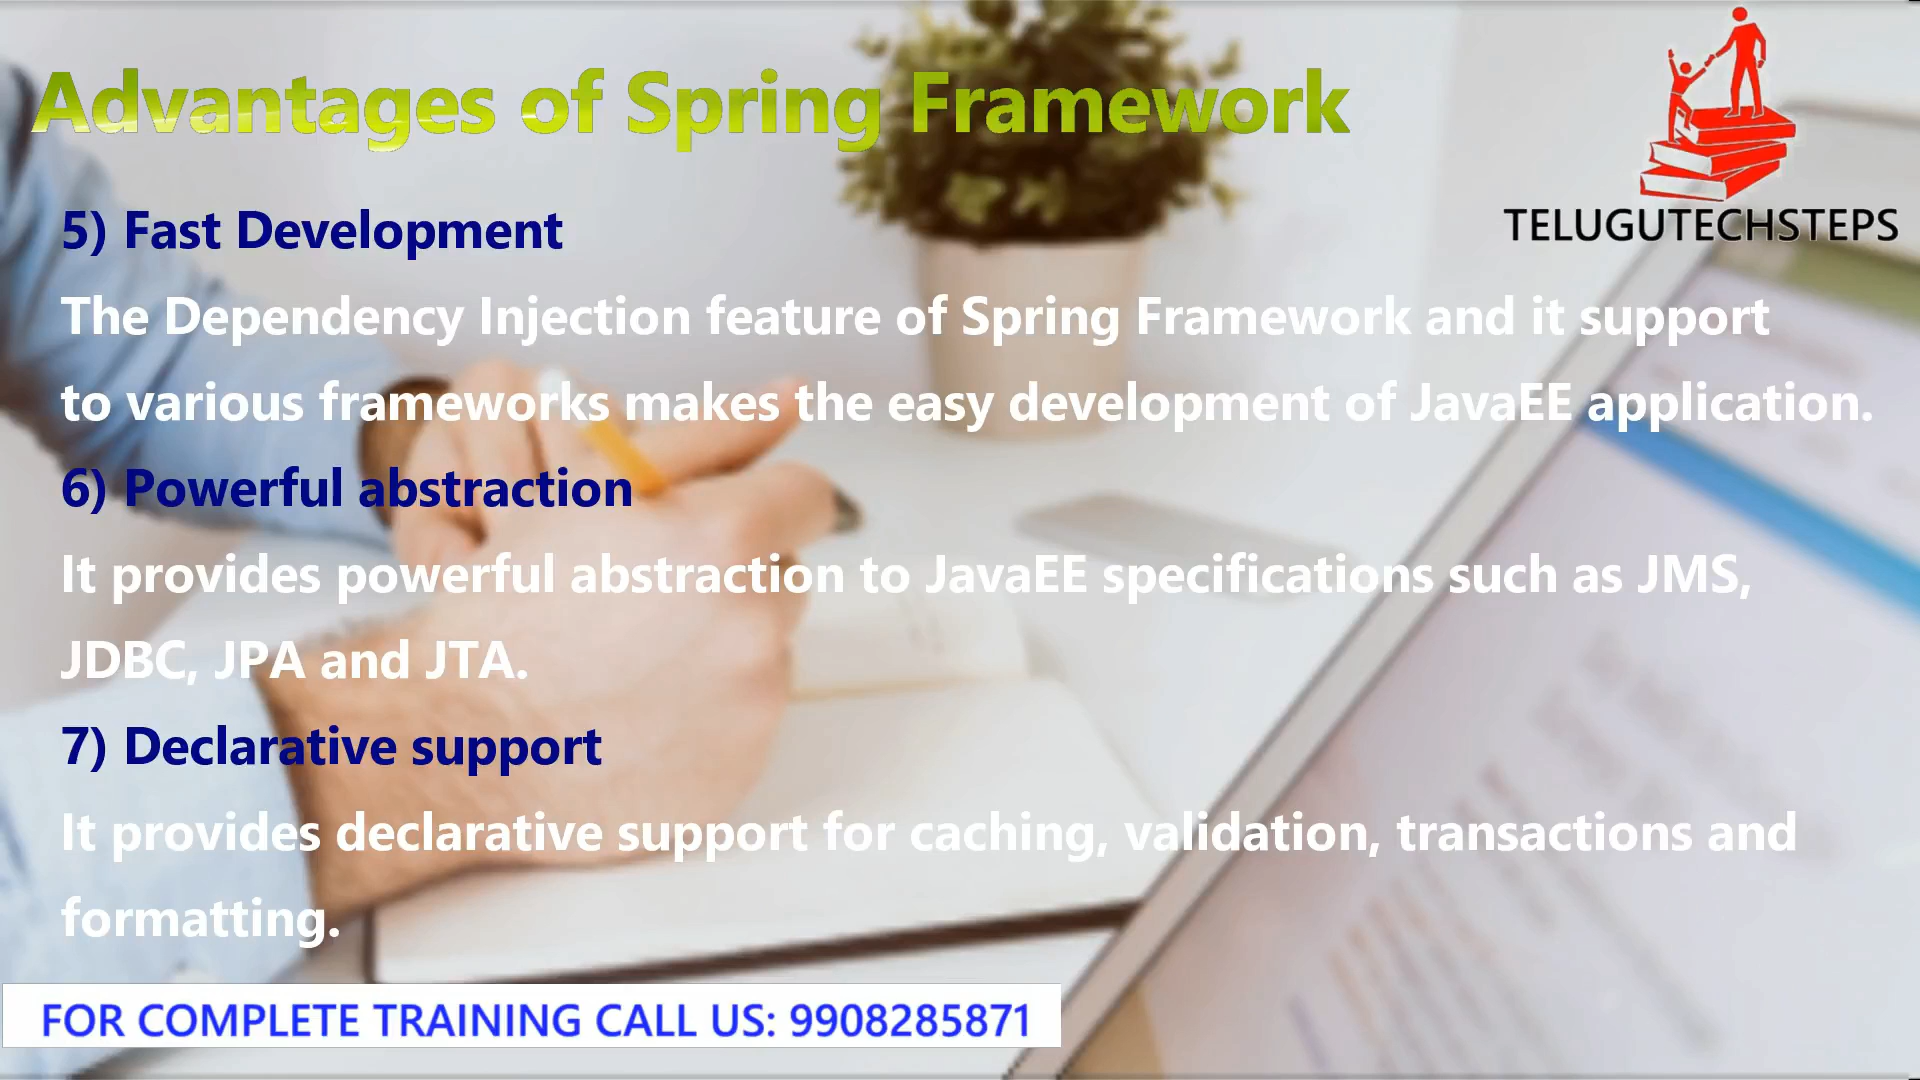 Advantages of Spring Framework
TELUGUTECHSTEPS
5) Fast Development
The Dependency Injection feature of Spring Framework and it support
to various frameworks makes the easy development of JavaEE application.
6) Powerful abstraction
It provides powerful abstraction to JavaEE specifications such as JMS,
JDBC, JPA and JTA.
7) Declarative support
It provides declarative support for caching, validation, transactions and
formatting.
FOR COMPLETE TRAINING CALL US: 9908285871